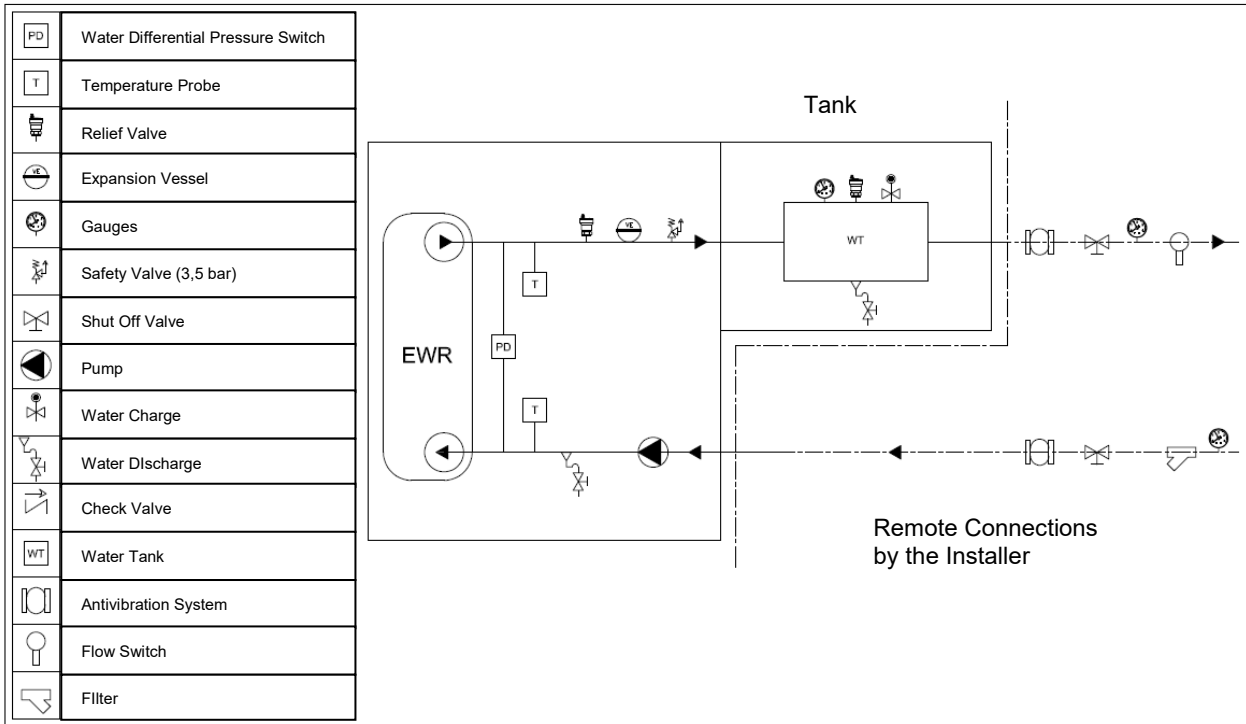 PD Water Differential Pressure Switch
T Temperature Probe
Relief Valve
VE Expansion Vessel
Gauges
Safety Valve (3,5 bar)
Shut Off Valve
Pump
Water Charge
Water DIscharge
Check Valve
WT Water Tank
Antivibration System
Flow Switch
FIlter
Tank
VE
WT
T
EWR
PD
T
Remote Connections
by the Installer